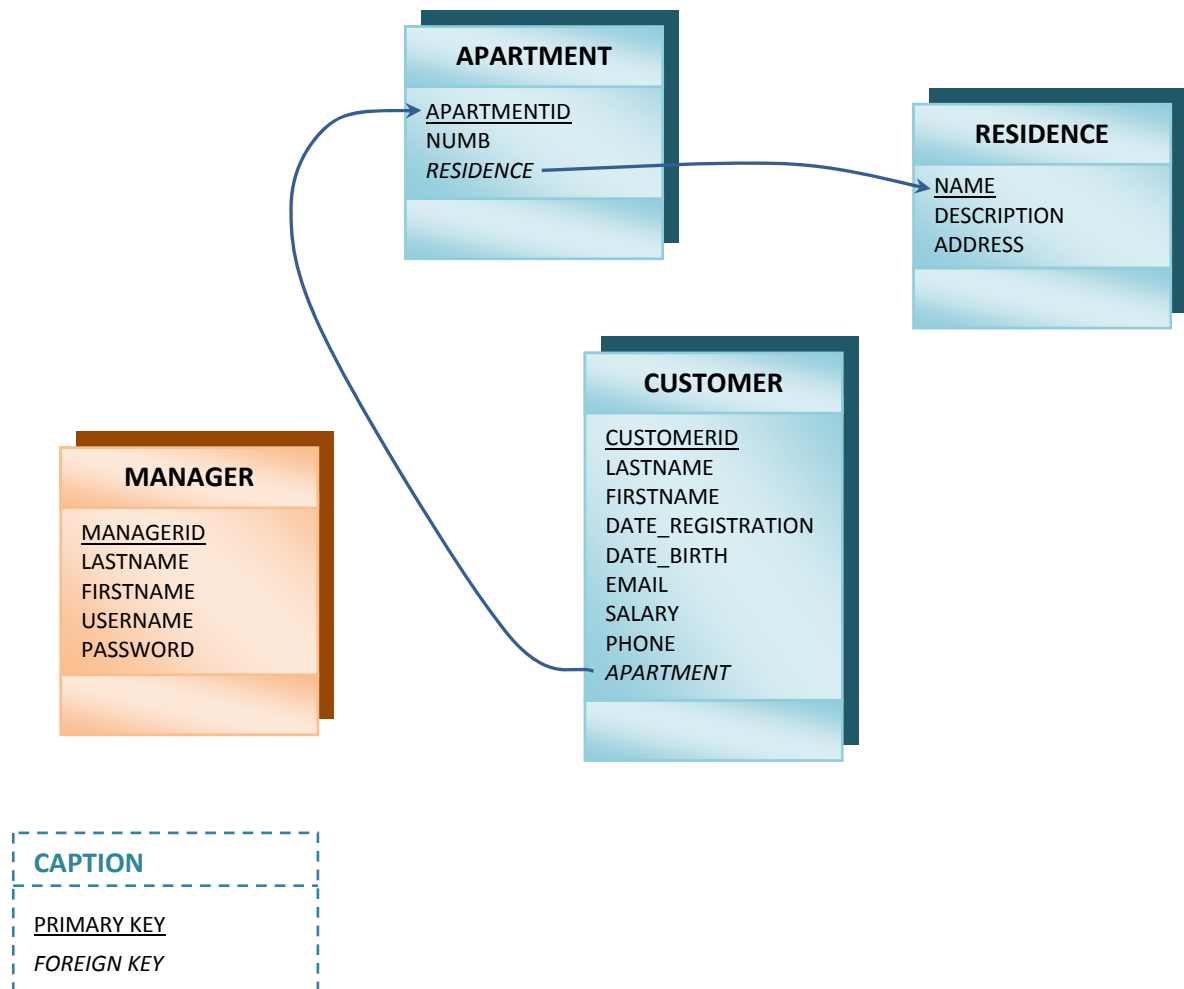 APARTMENT
APARTMENTID
NUMB
RESIDENCE
RESIDENCE
NAME
DESCRIPTION
ADDRESS
CUSTOMER
CUSTOMERID
LASTNAME
FIRSTNAME
DATE_REGISTRATION
DATE_BIRTH
EMAIL
SALARY
PHONE
APARTMENT
MANAGER
MANAGERID
LASTNAME
FIRSTNAME
USERNAME
PASSWORD
CAPTION
PRIMARY KEY
FOREIGN KEY